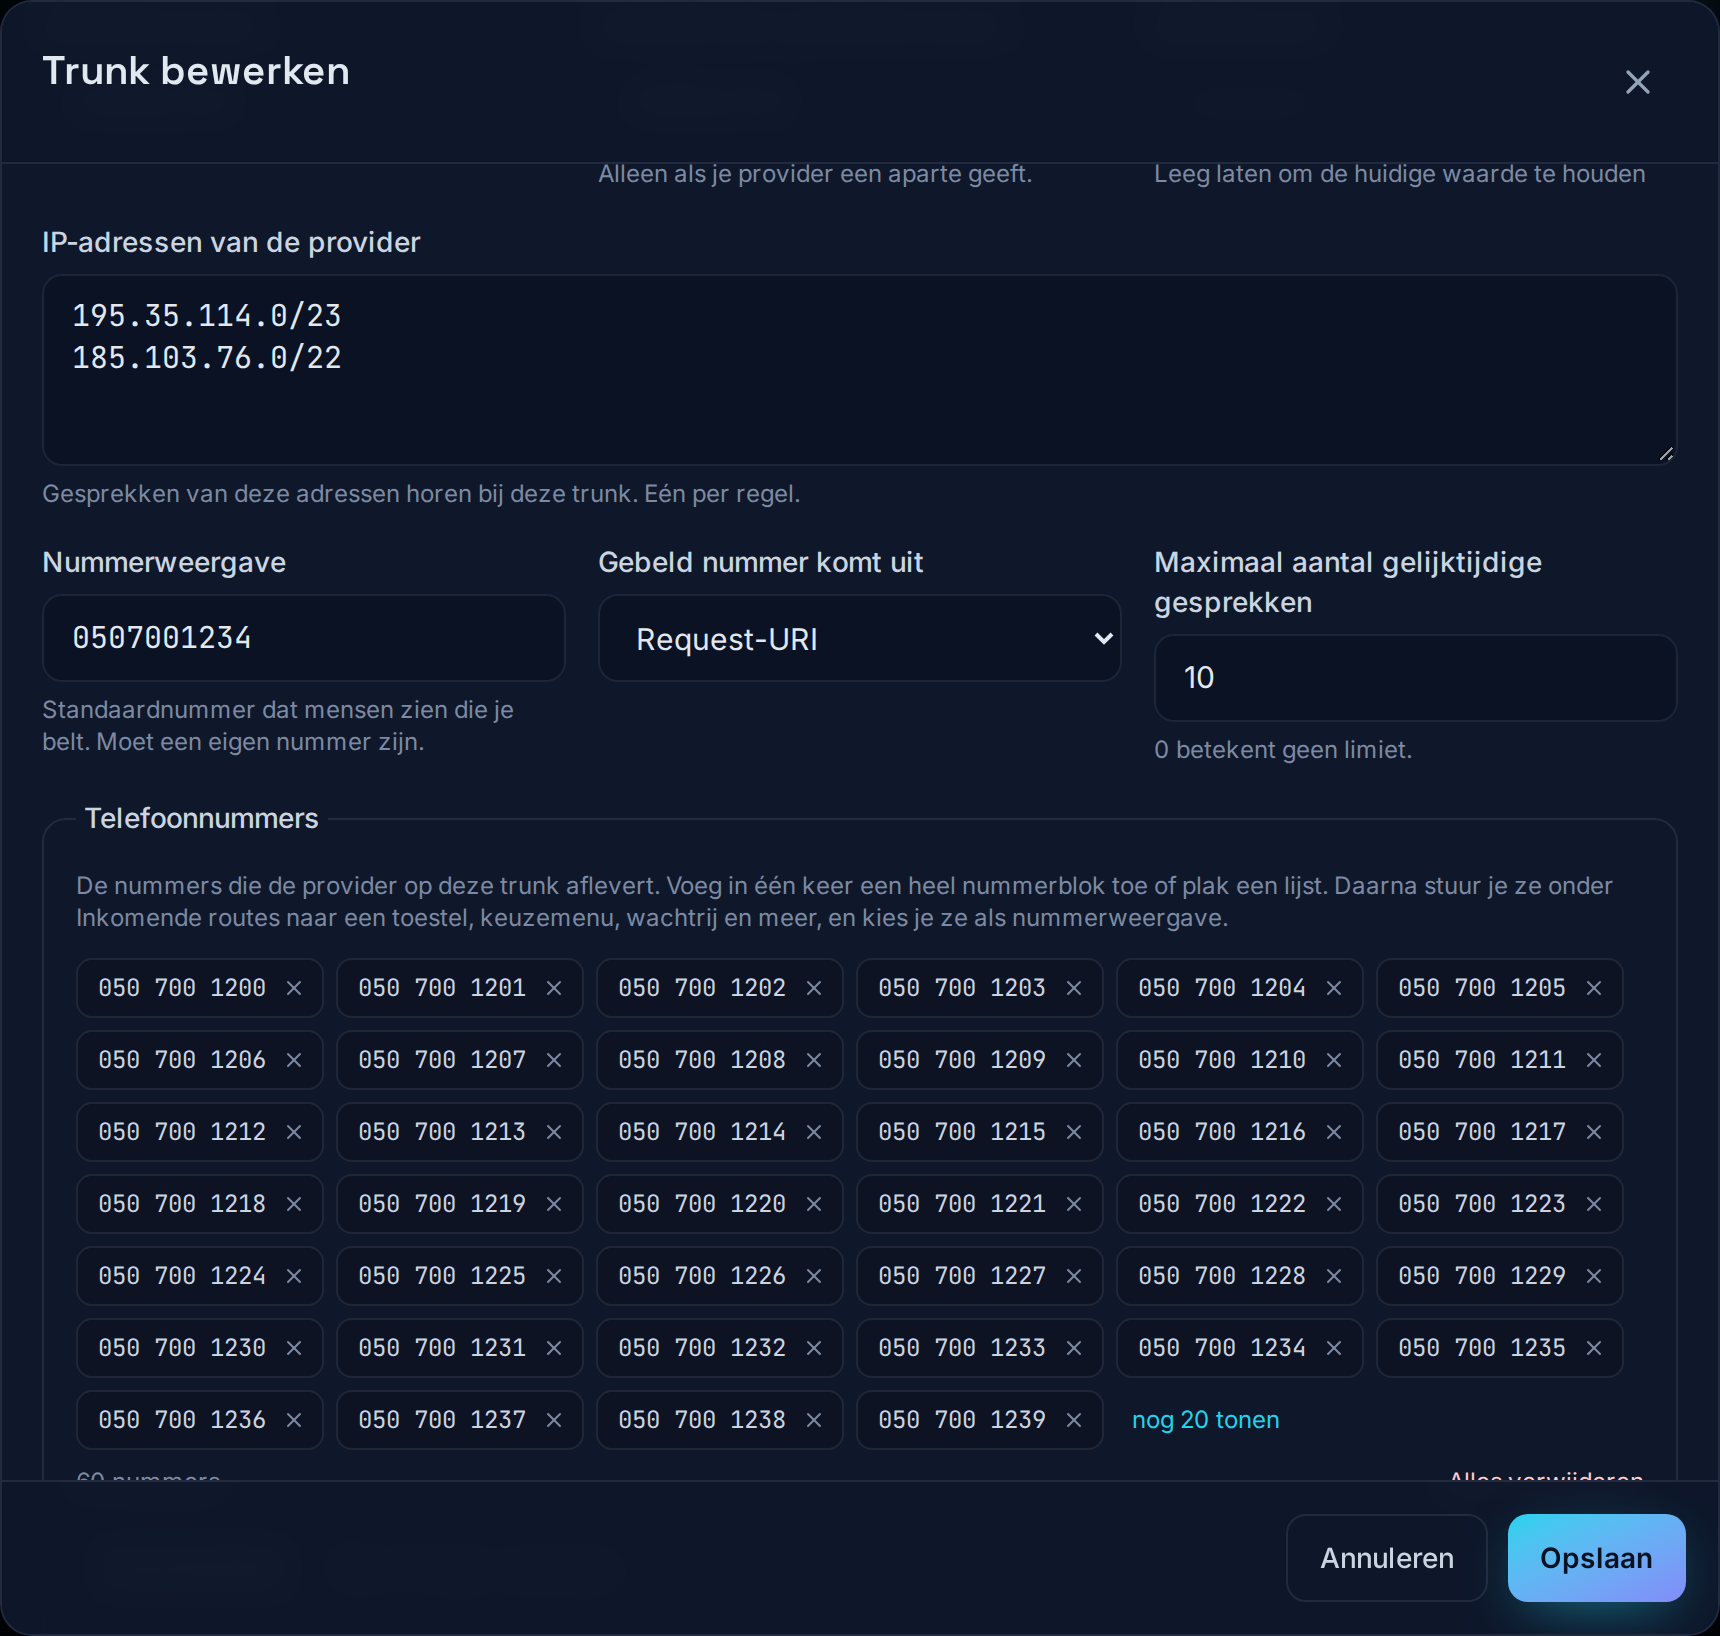 Trunk bewerken
Alleen als je provider een aparte geeft.
Leeg laten om de huidige waarde te houden
IP-adressen van de provider
195.35.114.0/23
185.103.76.0/22
Gesprekken van deze adressen horen bij deze trunk. Eén per regel.
Nummerweergave
0507001234
Standaardnummer dat mensen zien die je
belt. Moet een eigen nummer zijn.
Gebeld nummer komt uit
Request-URI
Maximaal aantal gelijktijdige
gesprekken
10
0 betekent geen limiet.
Telefoonnummers
De nummers die de provider op deze trunk aflevert. Voeg in één keer een heel nummerblok toe of plak een lijst. Daarna stuur je ze onder
Inkomende routes naar een toestel, keuzemenu, wachtrij en meer, en kies je ze als nummerweergave.
050 700 1200 × 050 700 1201 × 050 700 1202 × 050 700 1203 × 050 700 1204 × 050 700 1205 ×
050 700 1206 × 050 700 1207 × 050 700 1208 × 050 700 1209 × 050 700 1210 × 050 700 1211 ×
050 700 1212 × 050 700 1213 × 050 700 1214 × 050 700 1215 × 050 700 1216 × 050 700 1217 ×
050 700 1218 × 050 700 1219 × 050 700 1220 × 050 700 1221 × 050 700 1222 × 050 700 1223 ×
050 700 1224 × 050 700 1225 × 050 700 1226 × 050 700 1227 × 050 700 1228 × 050 700 1229 ×
050 700 1230 × 050 700 1231 × 050 700 1232 × 050 700 1233 × 050 700 1234 × 050 700 1235 ×
050 700 1236 × 050 700 1237 × 050 700 1238 × 050 700 1239 × nog 20 tonen
60 nummers
Alles verwijderen
Annuleren
Opslaan